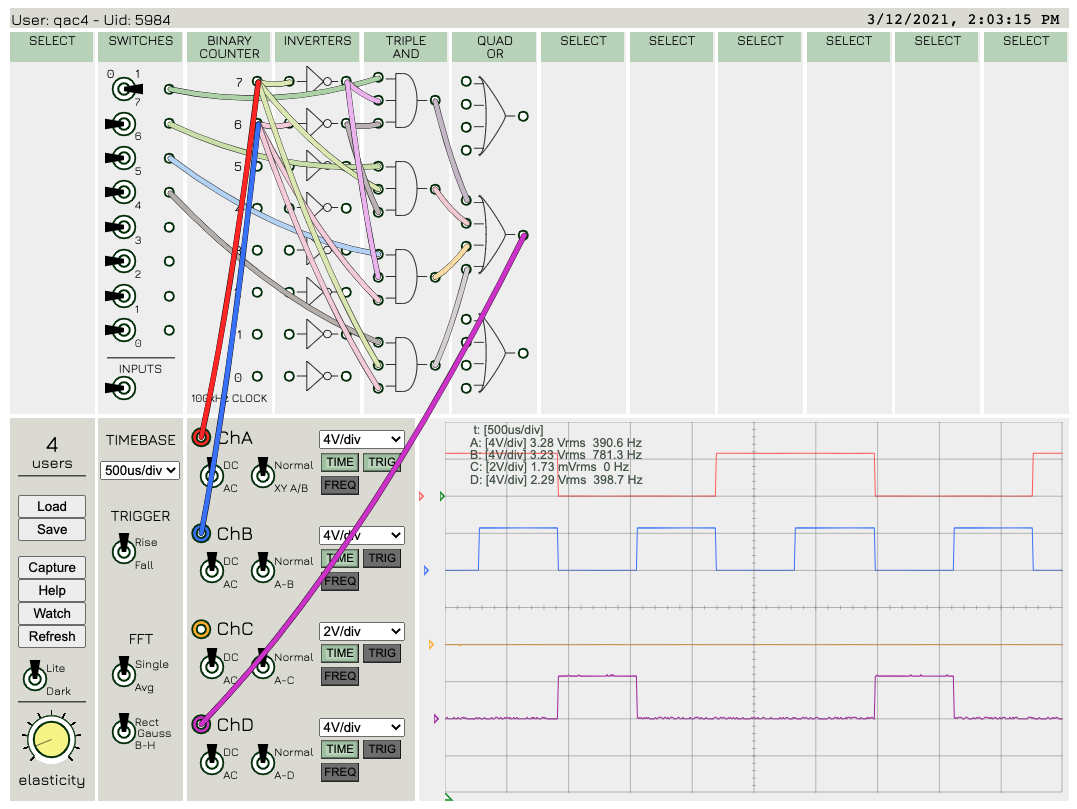 User: qac4 - Uid: 5984
3/12/2021, 2:03:15 PM
SELECT
SWITCHES
BINARY
COUNTER
INVERTERS
TRIPLE
AND
QUAD
OR
SELECT
SELECT
SELECT
SELECT
SELECT
SELECT
0 1
7
6
5
4
3
2
1
0
INPUTS
7
6
5
4
3
1
0
100kHz CLOCK
4
users
Load
Save
Capture
Help
Watch
Refresh
Lite
Dark
elasticity
TIMEBASE
500us/div
TRIGGER
Rise
Fall
FFT
Single
Avg
Rect
Gauss
B-H
ChA
4V/div
DC
AC
Normal
XY A/B
TIME
TRIG
FREQ
ChB
4V/div
DC
AC
Normal
A-B
TIME
TRIG
FREQ
ChC
2V/div
DC
AC
Normal
A-C
TIME
TRIG
FREQ
ChD
4V/div
DC
AC
Normal
A-D
TIME
TRIG
FREQ
t: [500us/div]
A: [4V/div] 3.28 Vrms 390.6 Hz
B: [4V/div] 3.23 Vrms 781.3 Hz
C: [2V/div] 1.73 mVrms 0 Hz
D: [4V/div] 2.29 Vrms 398.7 Hz